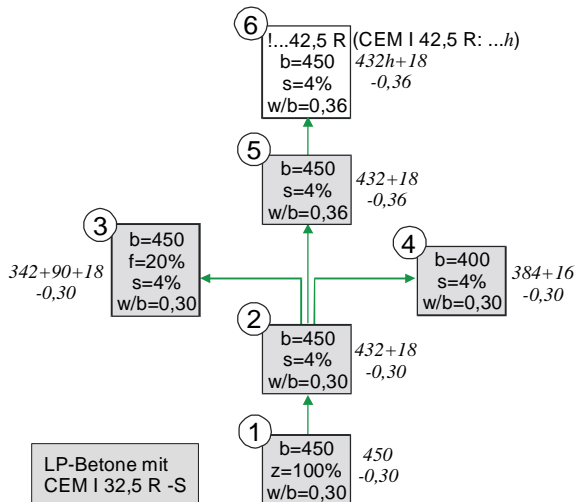 6
!...42,5 R (CEM I 42,5 R: ...h)
b=450
s=4%
w/b=0,36
432h+18
-0,36
5
b=450
s=4%
w/b=0,36
432+18
-0,36
3
b=450
f=20%
s=4%
w/b=0,30
342+90+18
-0,30
4
b=400
s=4%
w/b=0,30
384+16
-0,30
2
b=450
s=4%
w/b=0,30
432+18
-0,30
1
b=450
z=100%
w/b=0,30
450
-0,30
LP-Betone mit
CEM I 32,5 R -S